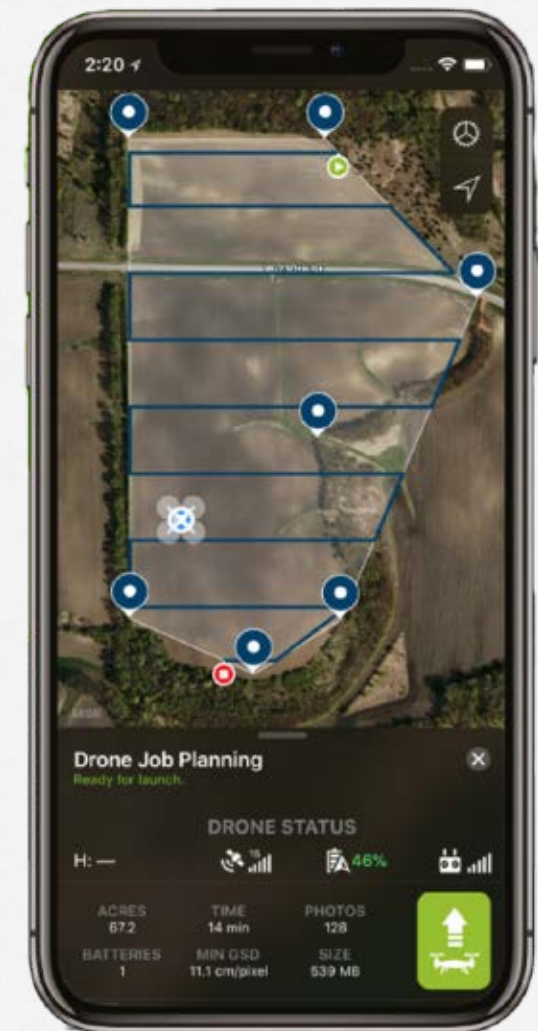 2:20
Drone Job Planning
Ready for launch.
DRONE STATUS
H: —
15
46%
ACRES TIME PHOTOS
67.2 14 min 128
BATTERIES MIN GSD SIZE
1 11.1 cm/pixel 539 MB